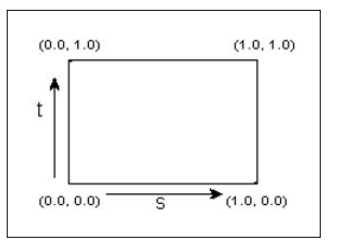 (0.0, 1.0) (1.0, 1.0)
t
(0.0, 0.0) S (1.0, 0.0)